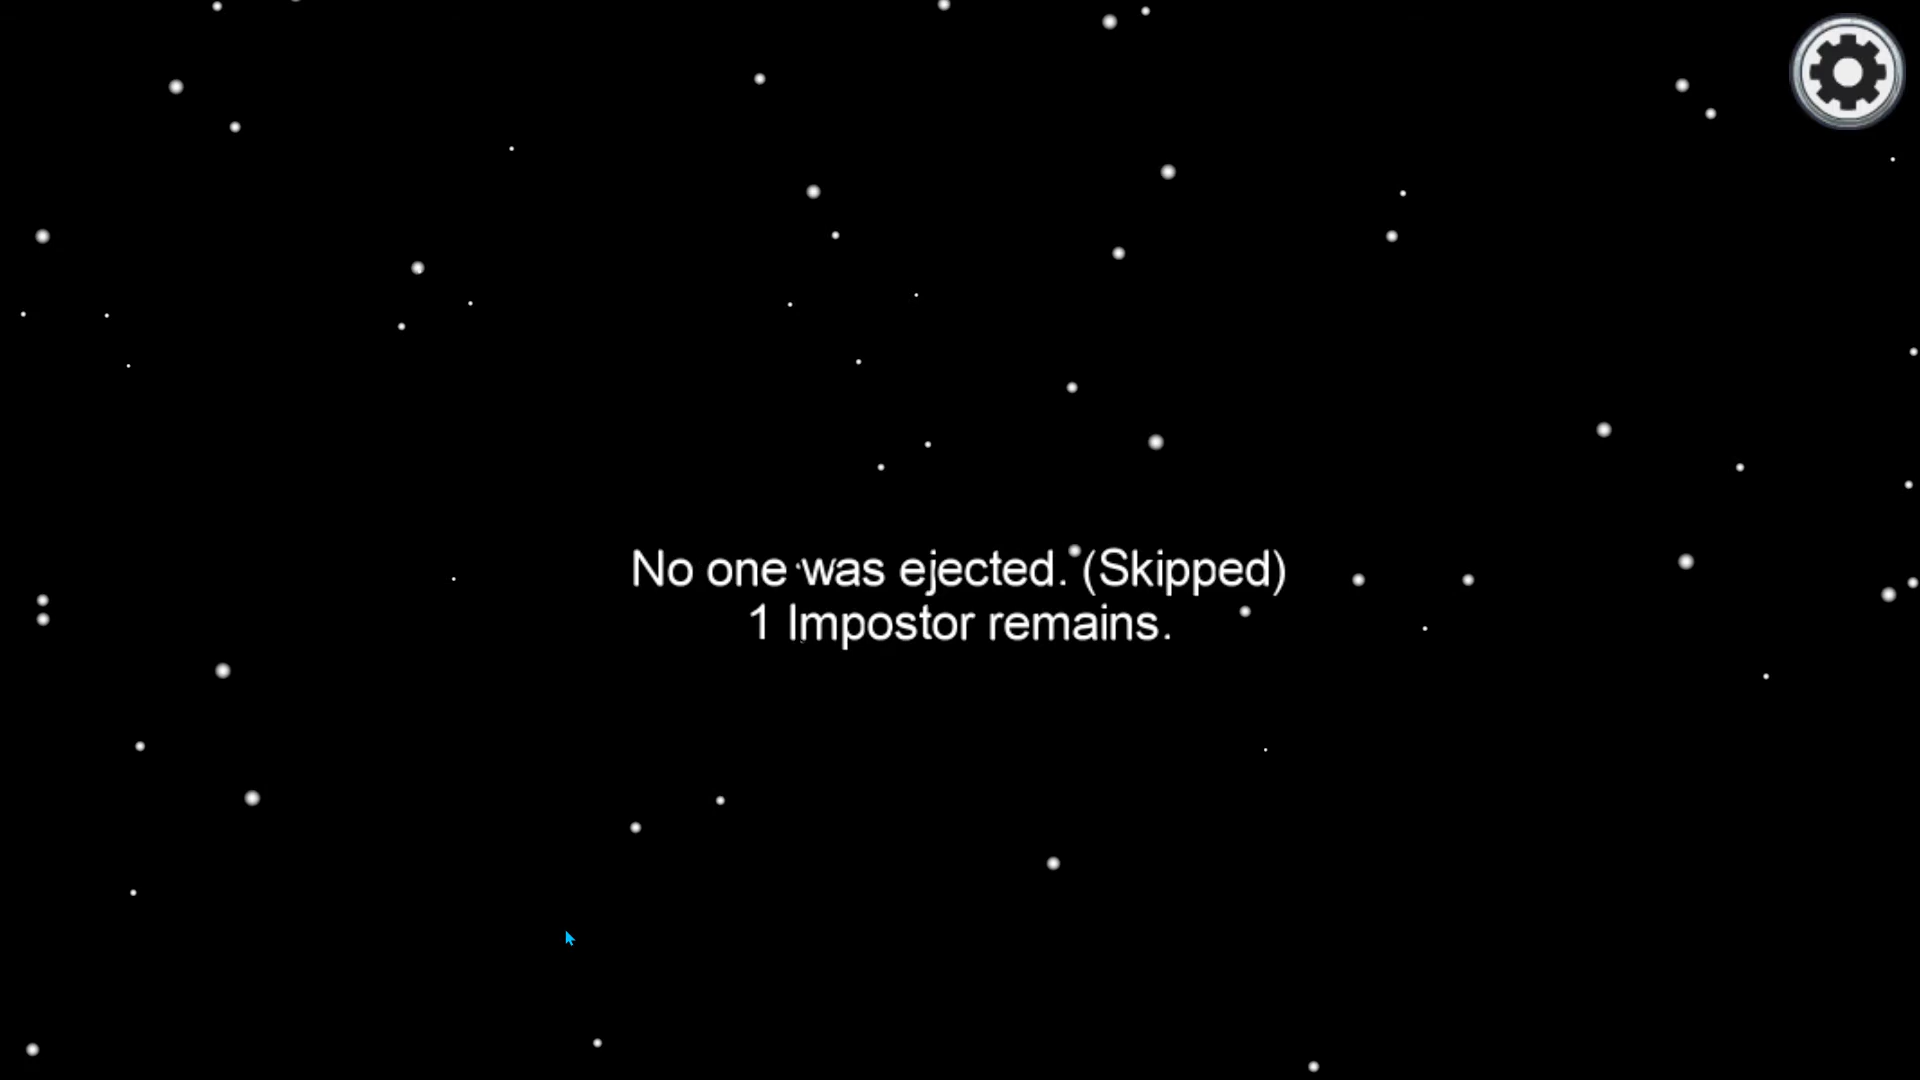 No one was ejected. (Skipped)
1 Impostor remains.